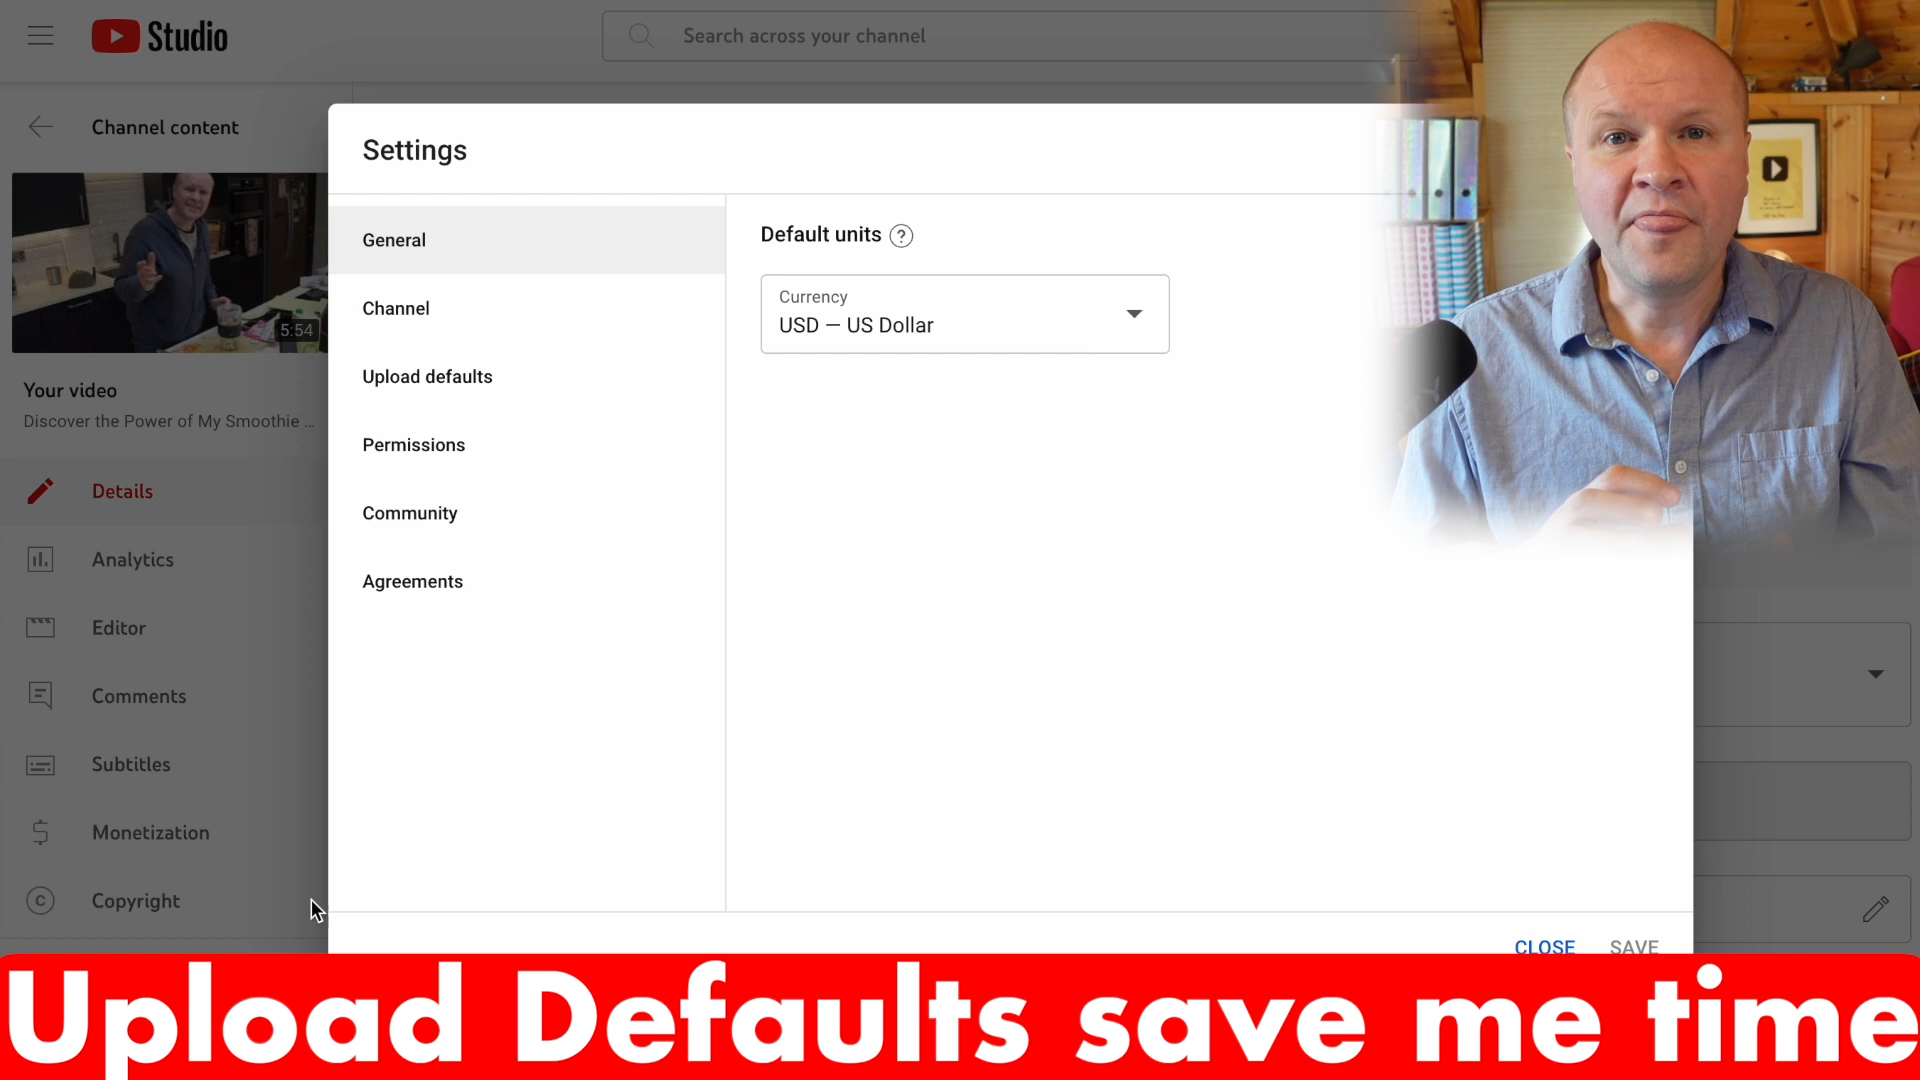 Studio
Search across your channel
Channel content
5:54
Your video
Discover the Power of My Smoothie ...
Details
Analytics
Editor
Comments
Subtitles
Monetization
Copyright
Settings
General
Channel
Upload defaults
Permissions
Community
Agreements
Default units
Currency
USD — US Dollar
CLOSE SAVE
Upload Defaults save me time